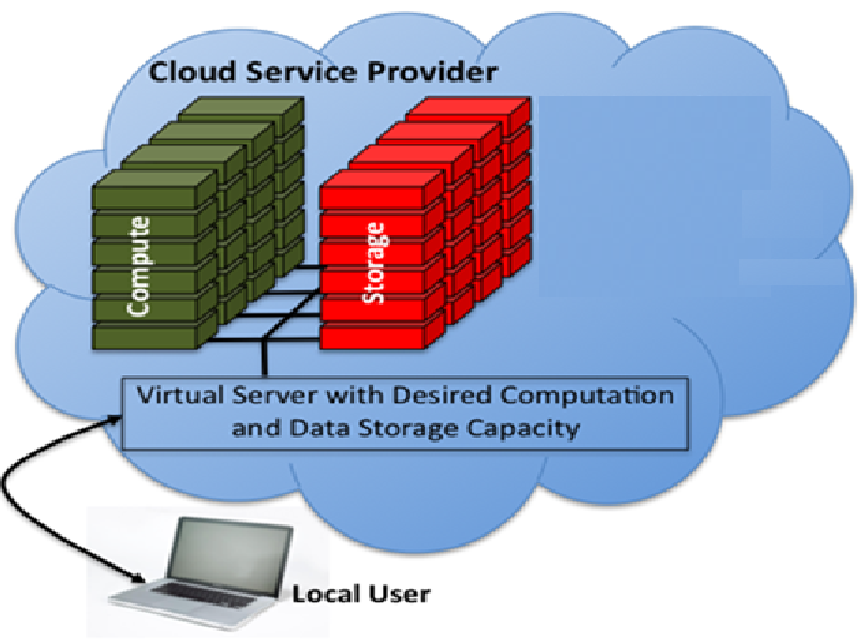 Cloud Service Provider
Compute
Storage
Virtual Server with Desired Computation
and Data Storage Capacity
Local User